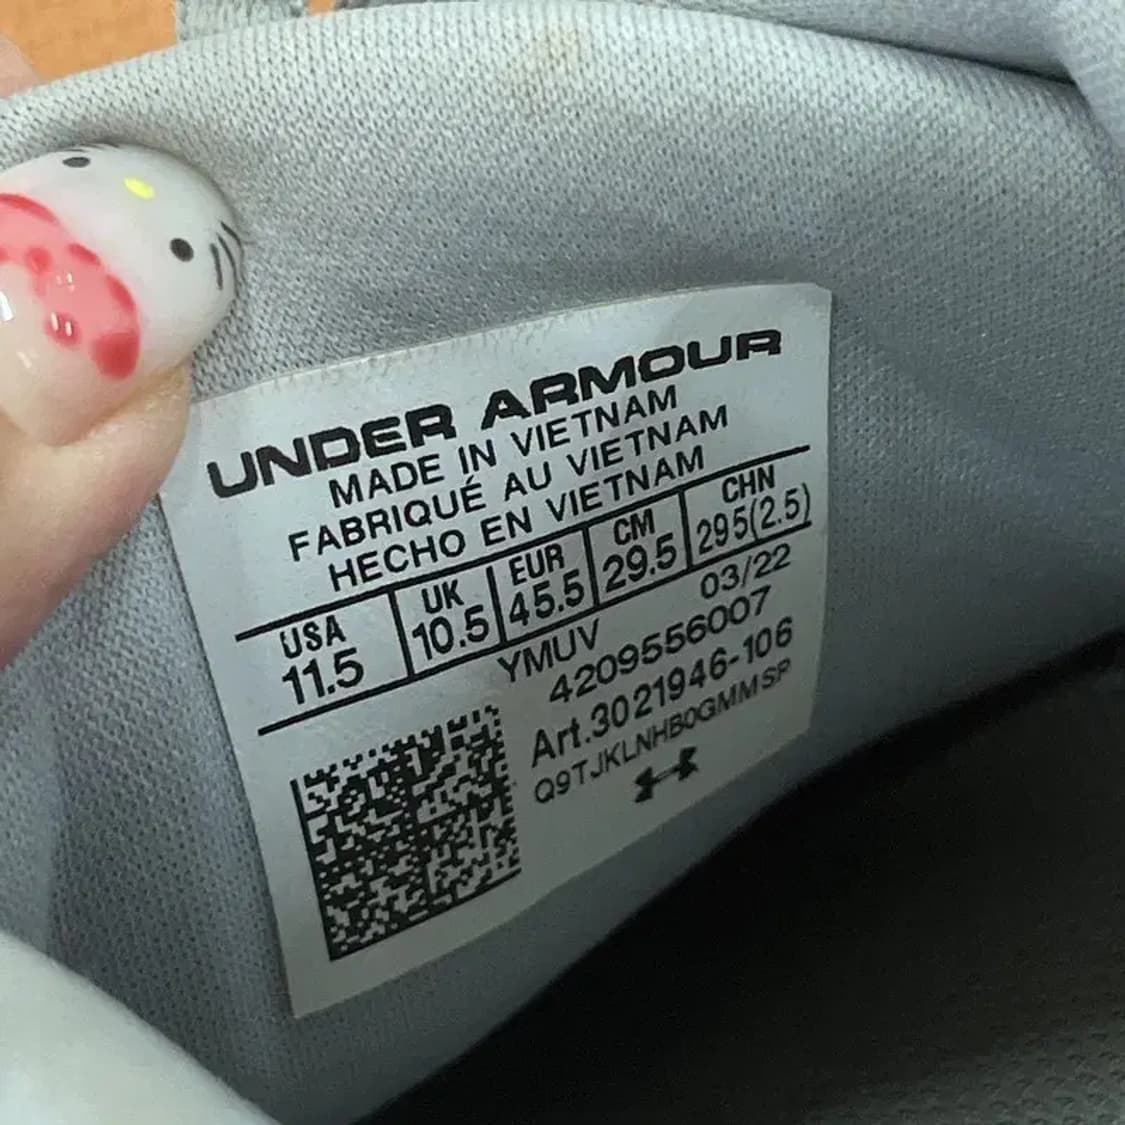 UNDER ARMOUR
MADE IN VIETNAM
FABRIQUÉ AU VIETNAM
HECHO EN VIETNAM
USA UK EUR CM CHN
11.5 10.5 45.5 29.5 295(2.5)
YMUV 03/22
4209556007
Art.3021946-106
Q9TJKLNHB0GMMSP